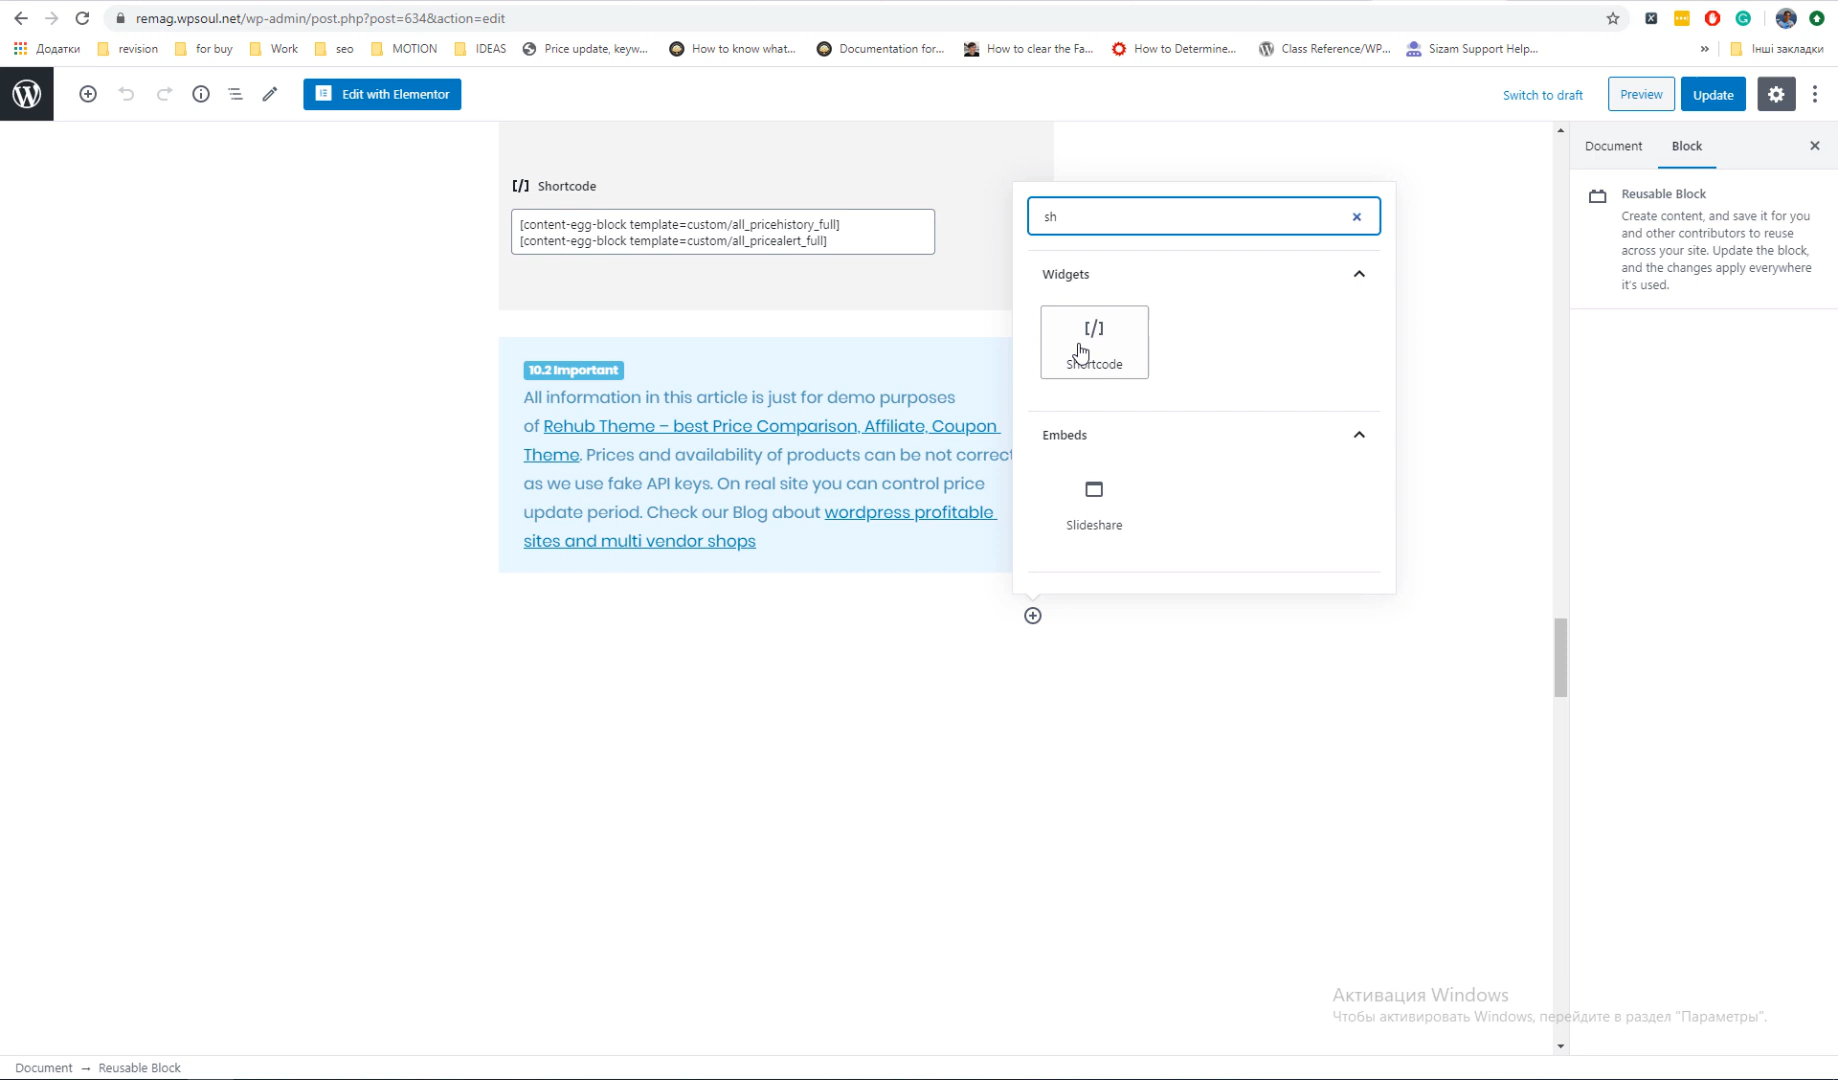 remag.wpsoul.net/wp-admin/post.php?post=634&action=edit
Додатки revision for buy Work seo MOTION IDEAS Price update, keyw... How to know what... Documentation for... How to clear the Fa... How to Determine... Class Reference/WP... Sizam Support Help... » Інші закладки
Edit with Elementor Switch to draft Preview Update
Document Block
[/] Shortcode
[content-egg-block template=custom/all_pricehistory_full]
[content-egg-block template=custom/all_pricealert_full]
10.2 Important
All information in this article is just for demo purposes
of Rehub Theme – best Price Comparison, Affiliate, Coupon
Theme. Prices and availability of products can be not correct
as we use fake API keys. On real site you can control price
update period. Check our Blog about wordpress profitable
sites and multi vendor shops
sh
Widgets
[/]
Shortcode
Embeds
Slideshare
Reusable Block
Create content, and save it for you
and other contributors to reuse
across your site. Update the block,
and the changes apply everywhere
it's used.
Активация Windows
Чтобы активировать Windows, перейдите в раздел "Параметры".
Document → Reusable Block